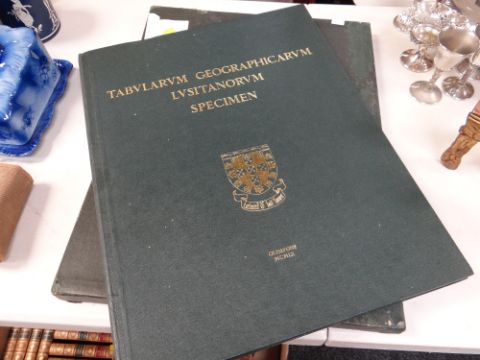 TABVLARVM GEOGRAPHICARVM
LVSITANORVM
SPECIMEN